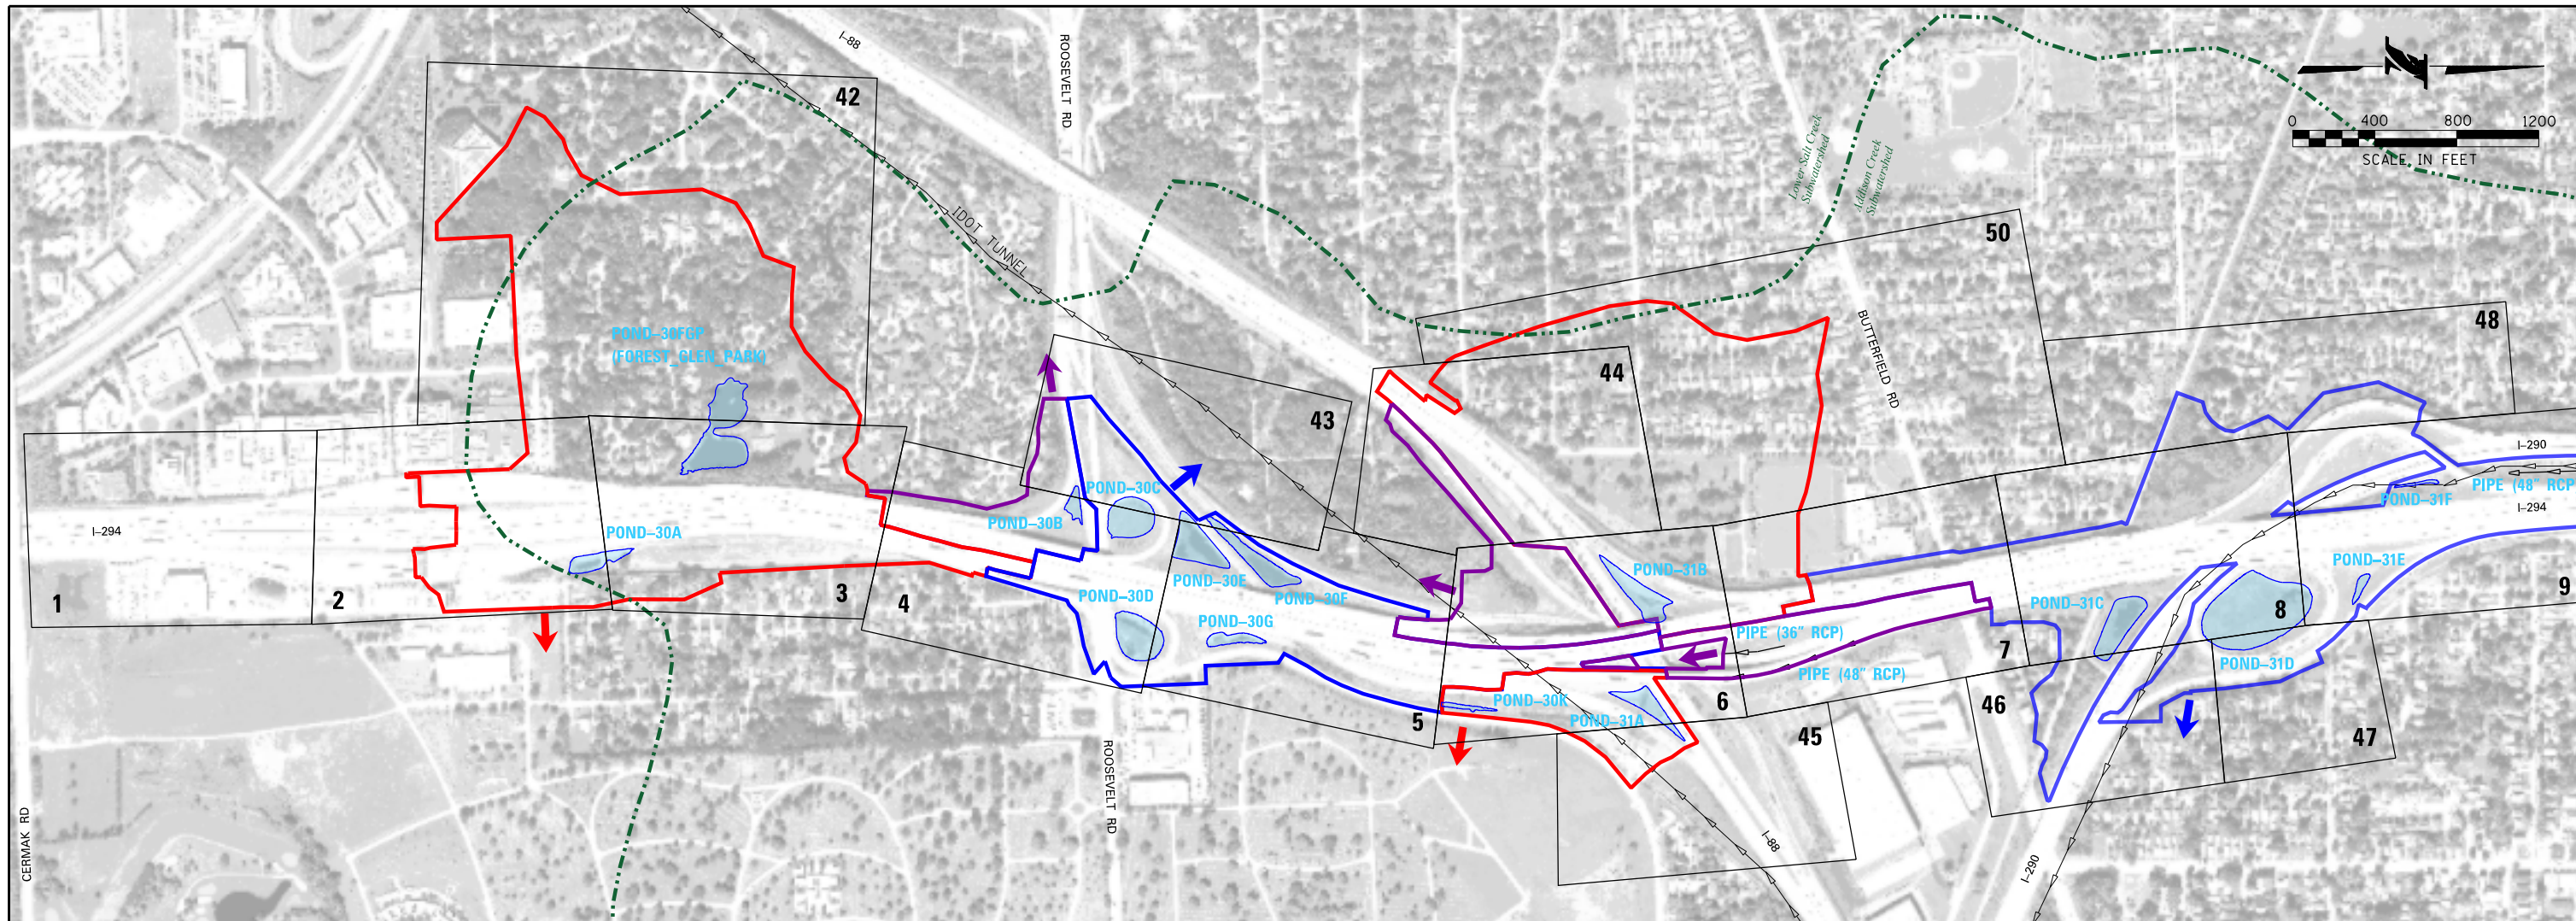 I-88
ROOSEVELT RD
42
0 400 800 1200
SCALE IN FEET
Lower Salt Creek
Subwatershed
Addison Creek
Subwatershed
IDOT TUNNEL
50
48
BUTTERFIELD RD
POND-30FGP
(FOREST_GLEN_PARK)
44
43
I-290
PIPE (48" RCP
POND-31F
I-294
POND-30C
POND-30B
I-294
POND-30A
POND-30E
POND-30F
POND-31B
POND-31E
9
1
2
3
4
POND-30D
POND-30G
POND-31C
8
PIPE (36" RCP)
7
POND-31D
PIPE (48" RCP)
POND-30K
POND-31A
5
6
46
45
47
ROOSEVELT RD
CERMAK RD
I-88
I-290